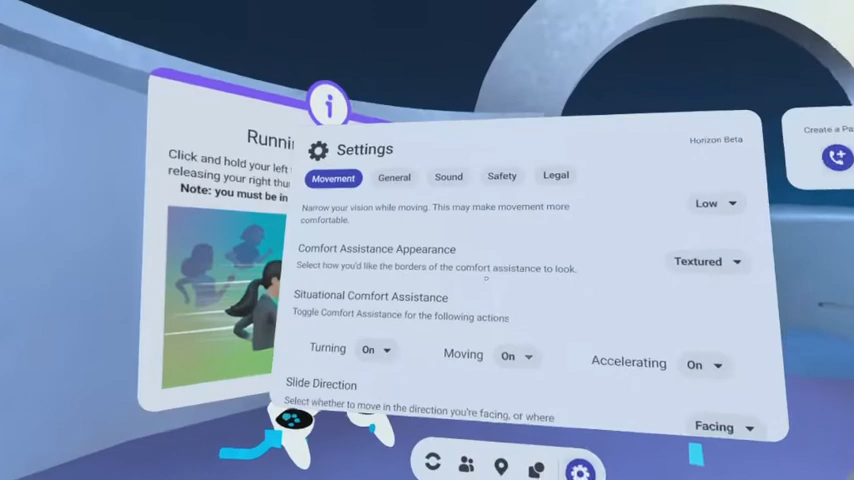 Runni
Click and hold your left
releasing your right thu
Note: you must be in
Settings
Horizon Beta
Movement
General
Sound
Safety
Legal
Narrow your vision while moving. This may make movement more
comfortable.
Low
Comfort Assistance Appearance
Select how you'd like the borders of the comfort assistance to look.
Textured
Situational Comfort Assistance
Toggle Comfort Assistance for the following actions
Turning
On
Moving
On
Accelerating
On
Slide Direction
Select whether to move in the direction you're facing, or where
Facing
Create a Pa